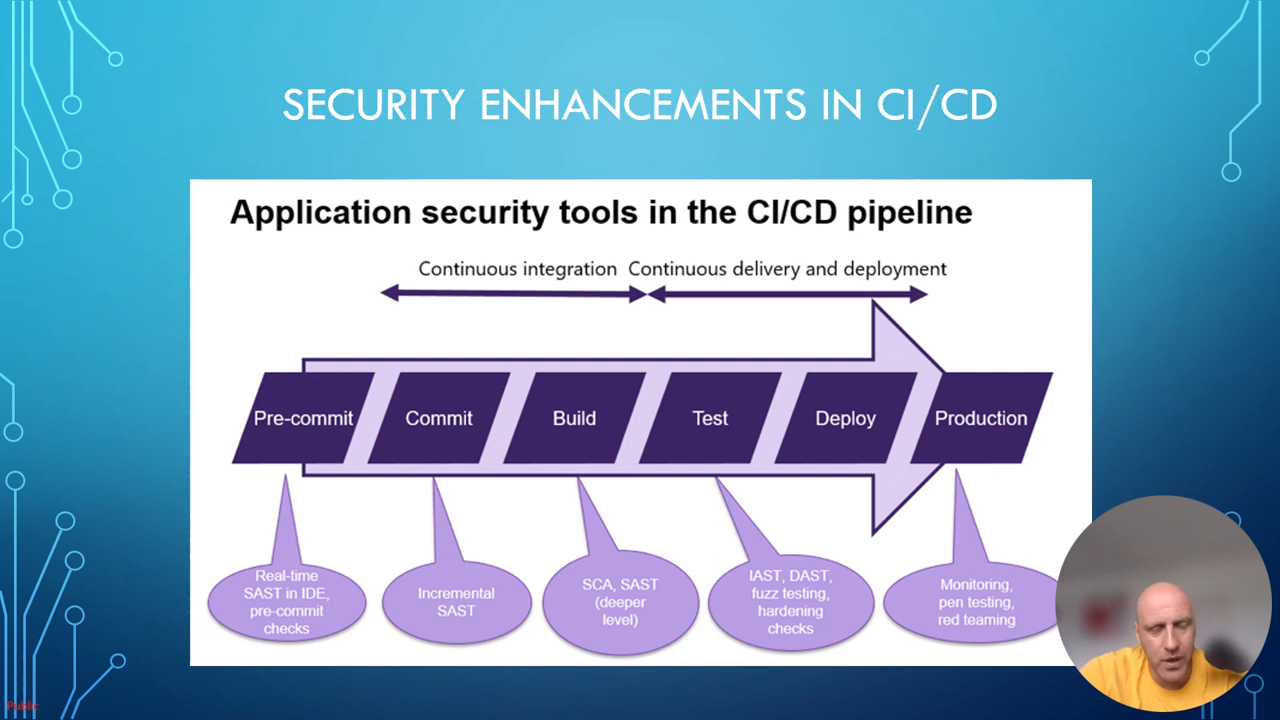 SECURITY ENHANCEMENTS IN CI/CD
Application security tools in the CI/CD pipeline
Continuous integration
Continuous delivery and deployment
Pre-commit
Commit
Build
Test
Deploy
Production
Real-time
SAST in IDE,
pre-commit
checks
Incremental
SAST
SCA, SAST
(deeper
level)
IAST, DAST,
fuzz testing,
hardening
checks
Monitoring,
pen testing,
red teaming
Public